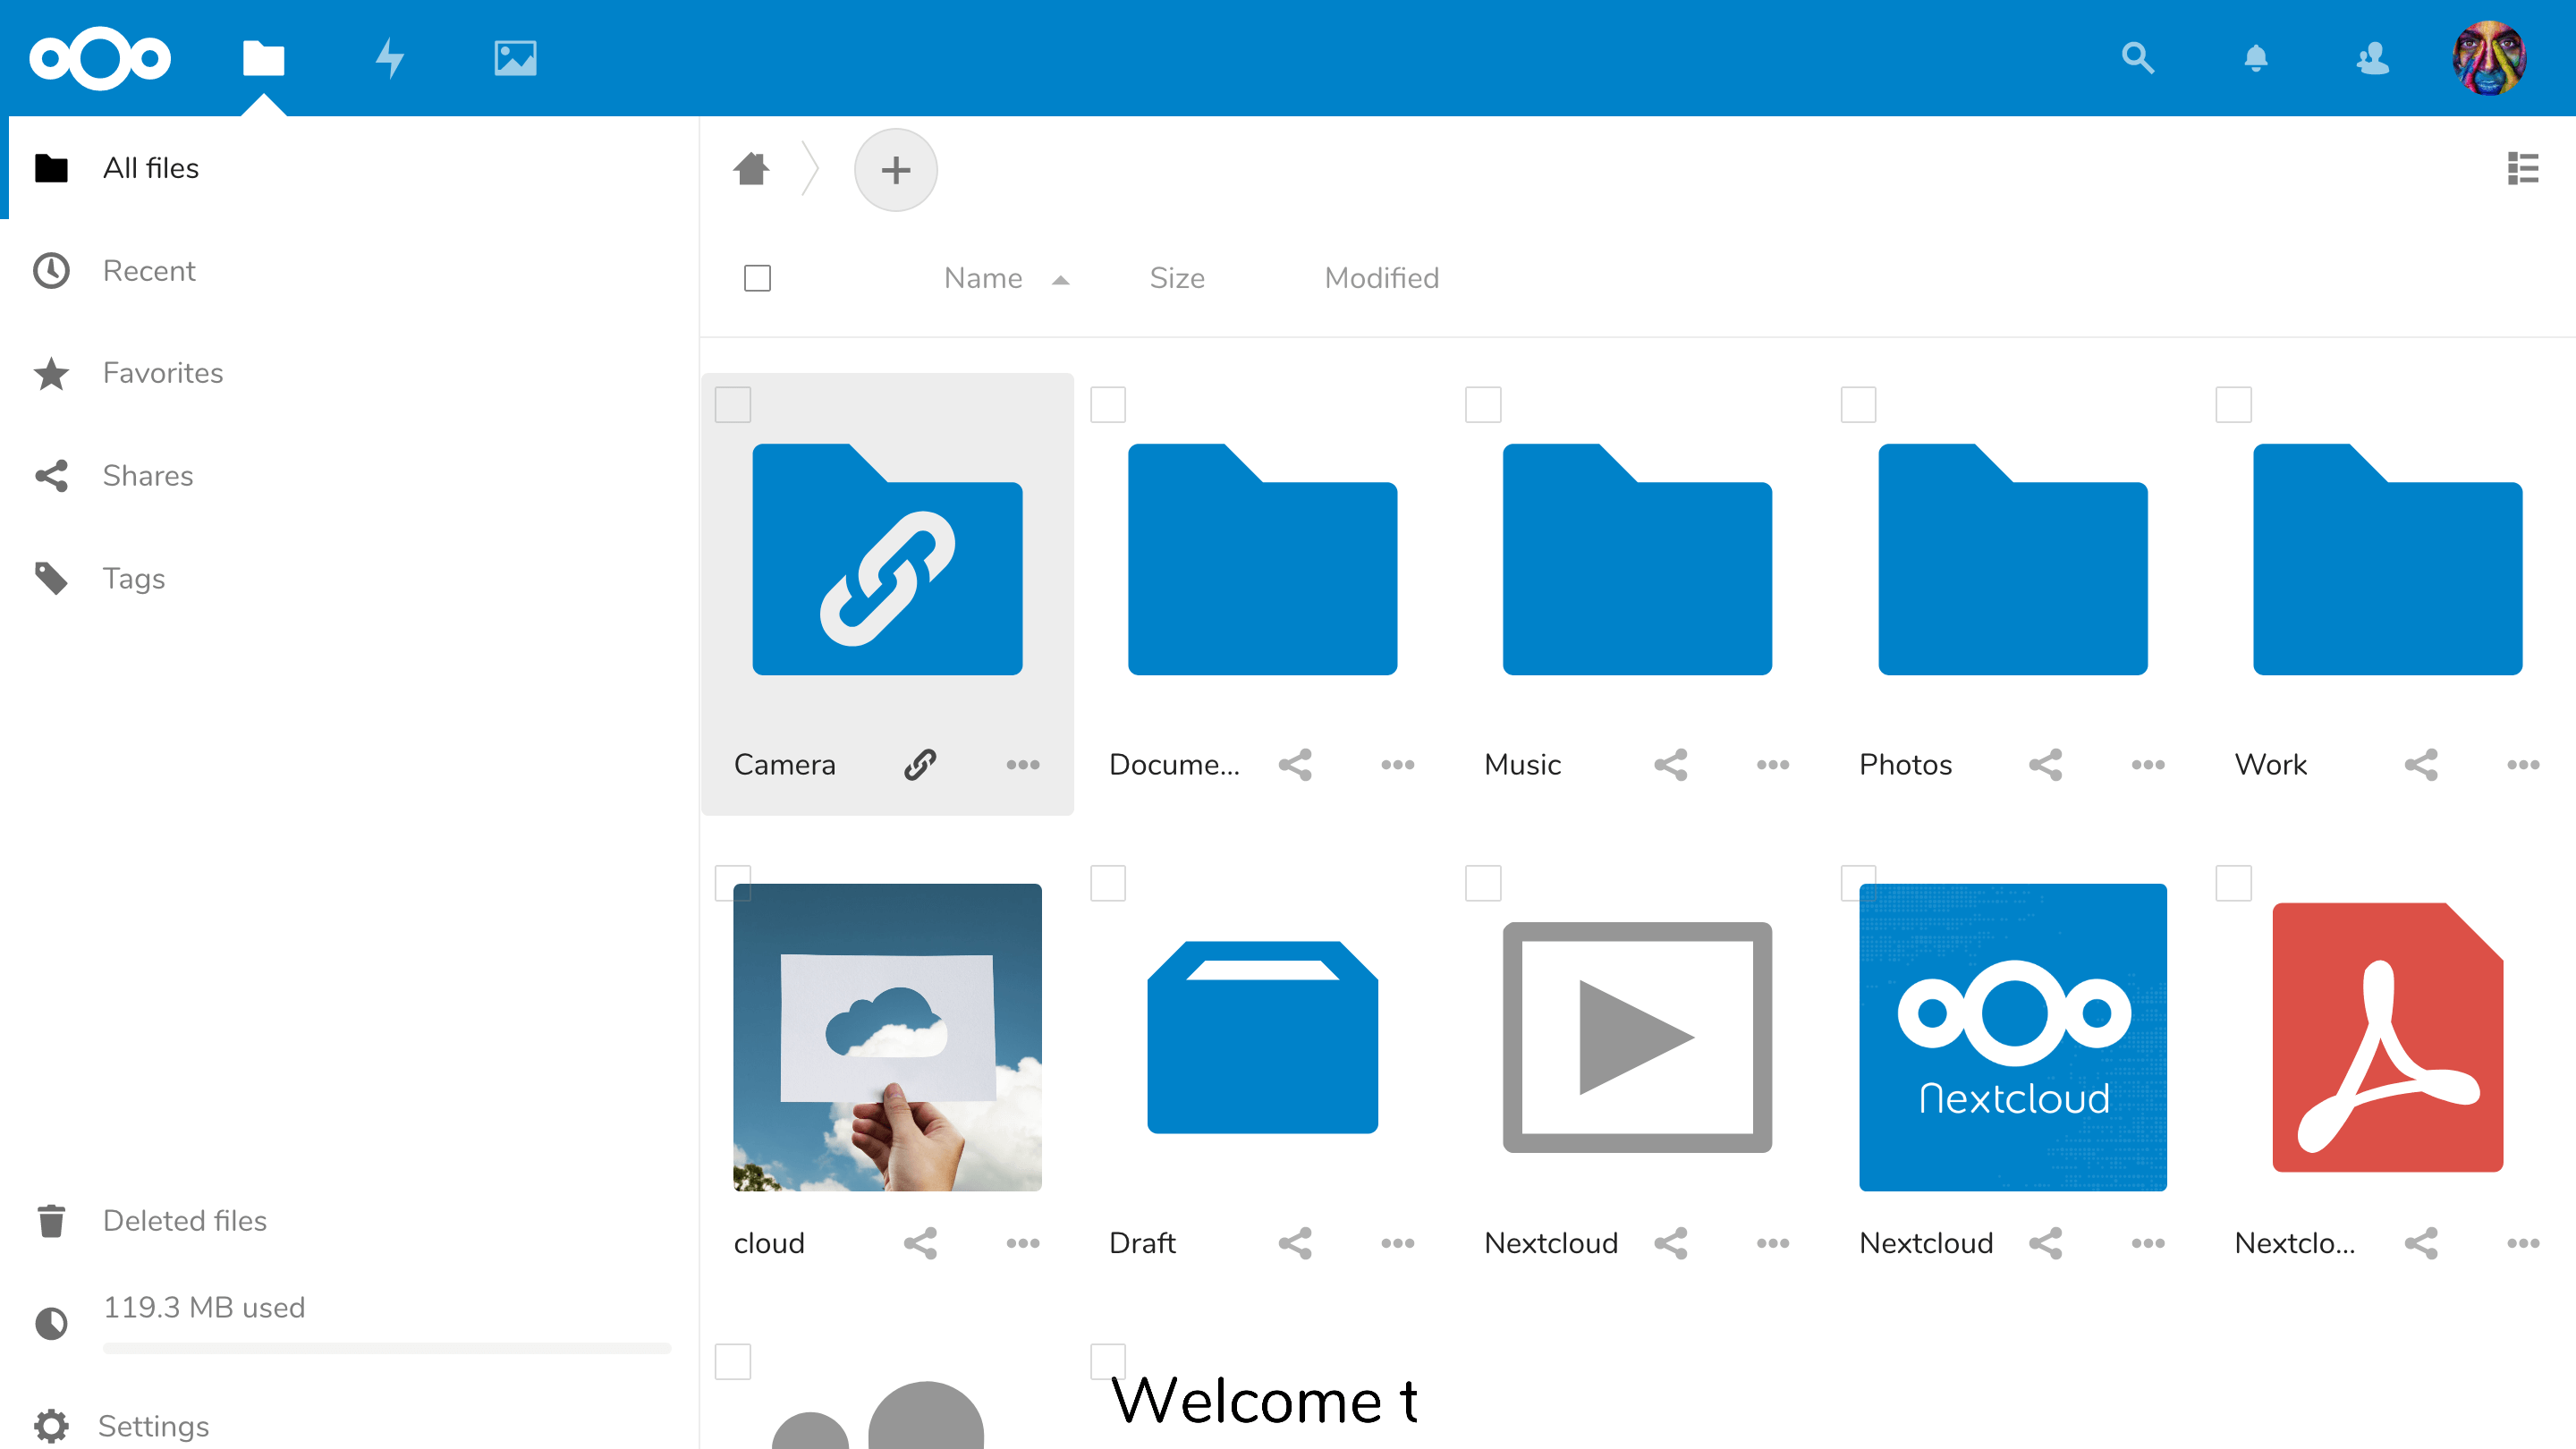 All files
Recent
Favorites
Shares
Tags
Deleted files
119.3 MB used
Settings
Name Size Modified
Camera Docume... Music Photos Work
Nextcloud
cloud Draft Nextcloud Nextcloud Nextclo...
Welcome t